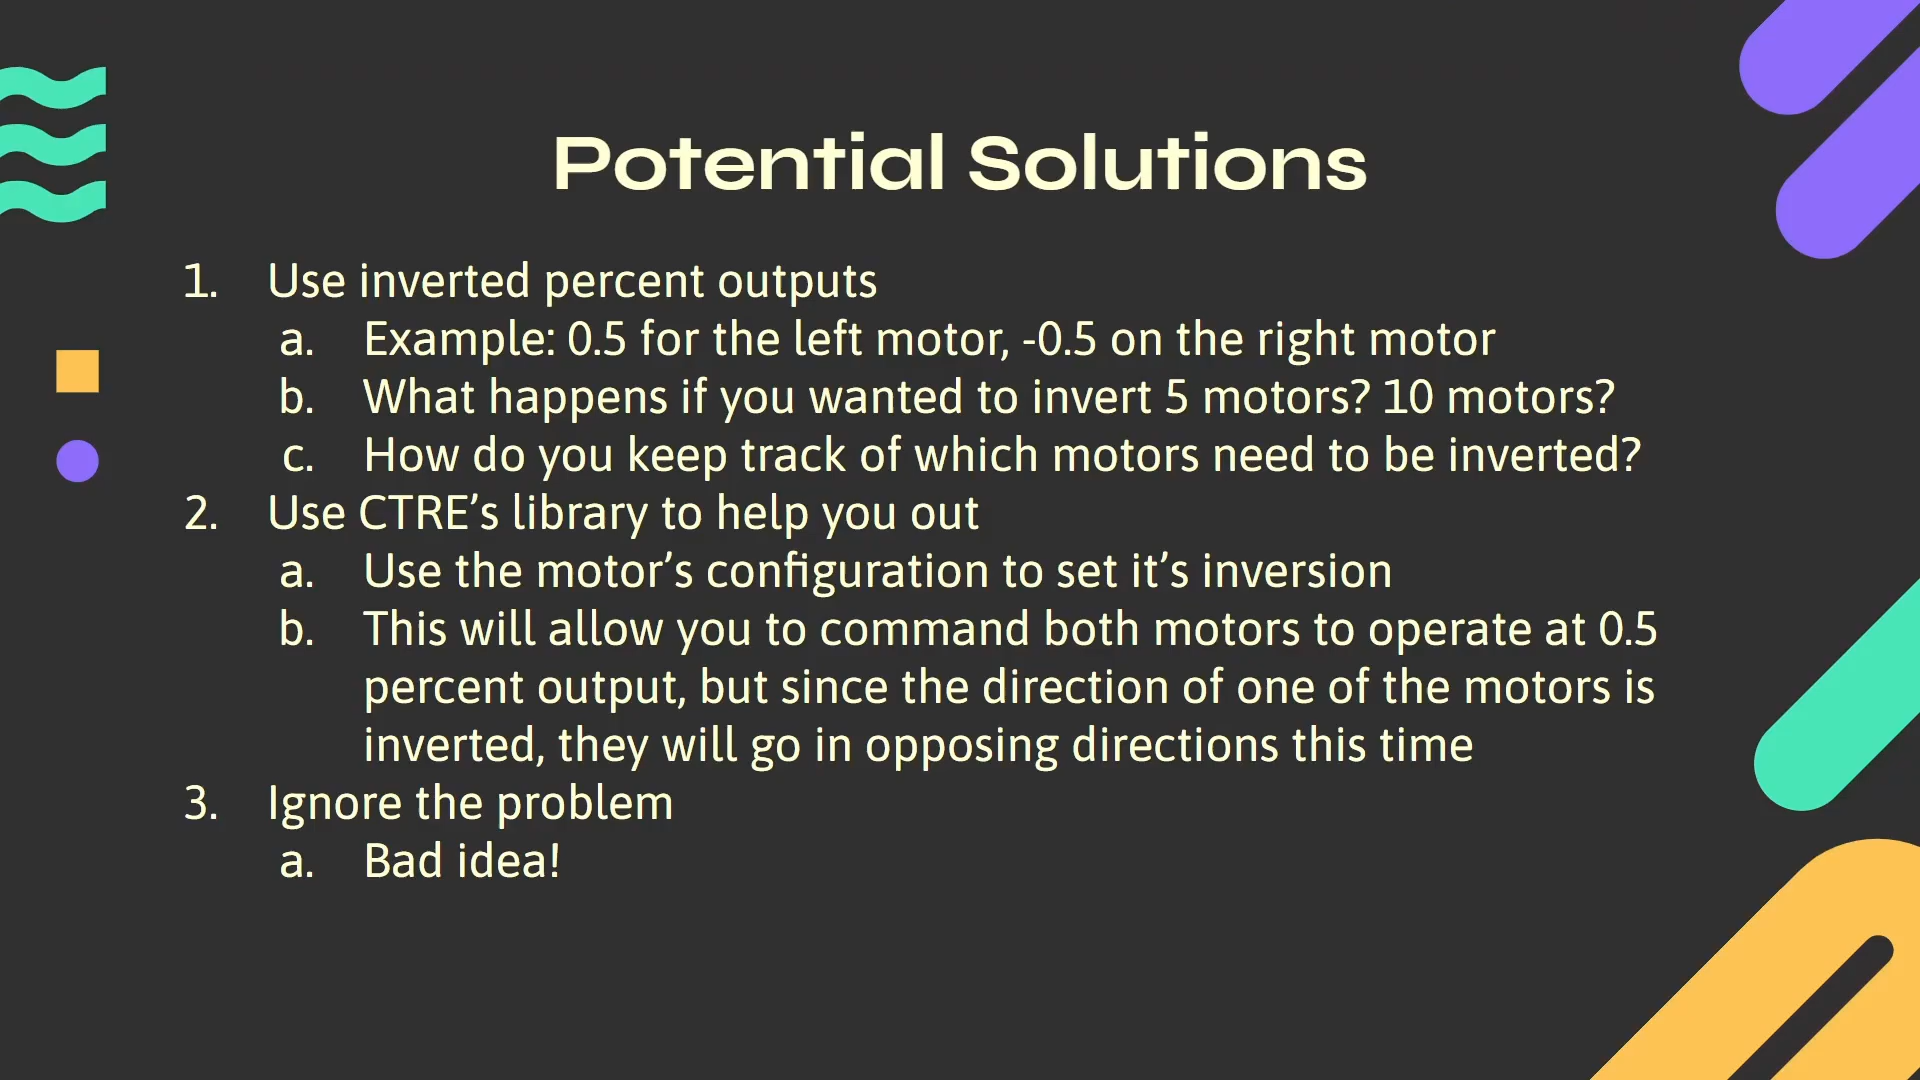 Potential Solutions
1. Use inverted percent outputs
a. Example: 0.5 for the left motor, -0.5 on the right motor
b. What happens if you wanted to invert 5 motors? 10 motors?
c. How do you keep track of which motors need to be inverted?
2. Use CTRE’s library to help you out
a. Use the motor’s configuration to set it’s inversion
b. This will allow you to command both motors to operate at 0.5
percent output, but since the direction of one of the motors is
inverted, they will go in opposing directions this time
3. Ignore the problem
a. Bad idea!